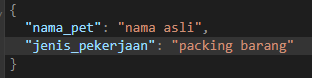 {
"nama_pet": "nama asli",
"jenis_pekerjaan": "packing barang"
}